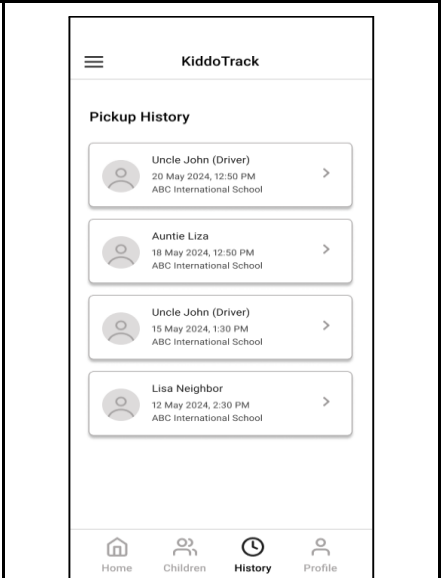 KiddoTrack
Pickup History
Uncle John (Driver)
20 May 2024, 12:50 PM
ABC International School
Auntie Liza
18 May 2024, 12:50 PM
ABC International School
Uncle John (Driver)
15 May 2024, 1:30 PM
ABC International School
Lisa Neighbor
12 May 2024, 2:30 PM
ABC International School
Home Children History Profile